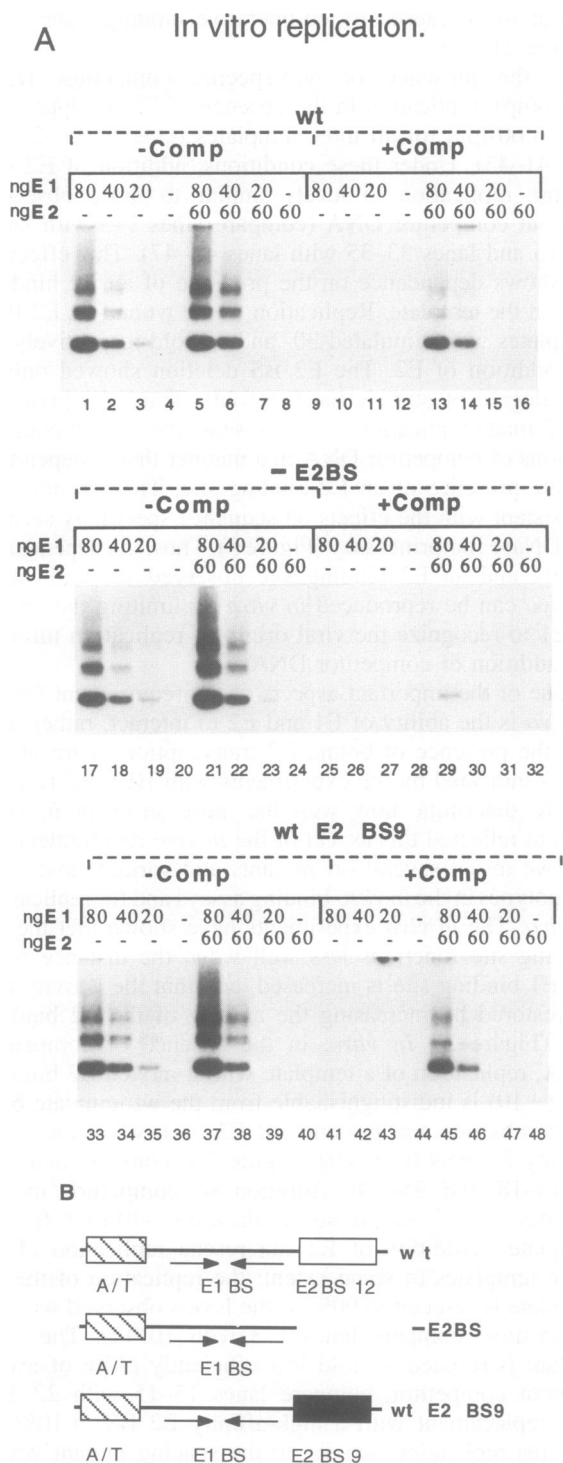 A
In vitro replication.
wt
-Comp +Comp
ngE1 80 40 20 - 80 40 20 - 80 40 20 - 80 40 20 -
ngE2 - - - - 60 60 60 60 - - - - 60 60 60 60
1 2 3 4 5 6 7 8 9 10 11 12 13 14 15 16
– E2BS
-Comp +Comp
ngE1 80 40 20 80 40 20 80 40 20 80 40 20
ngE2 - - - - 60 60 60 60 - - - - 60 60 60 60
17 18 19 20 21 22 23 24 25 26 27 28 29 30 31 32
wt E2 BS9
-Comp +Comp
ngE1 80 40 20 80 40 20 80 40 20 80 40 20
ngE2 - - - - 60 60 60 60 - - - - 60 60 60 60
33 34 35 36 37 38 39 40 41 42 43 44 45 46 47 48
B
wt
A/T E1 BS E2 BS 12
–E2BS
A/T E1 BS
wt E2 BS9
A/T E1 BS E2 BS 9